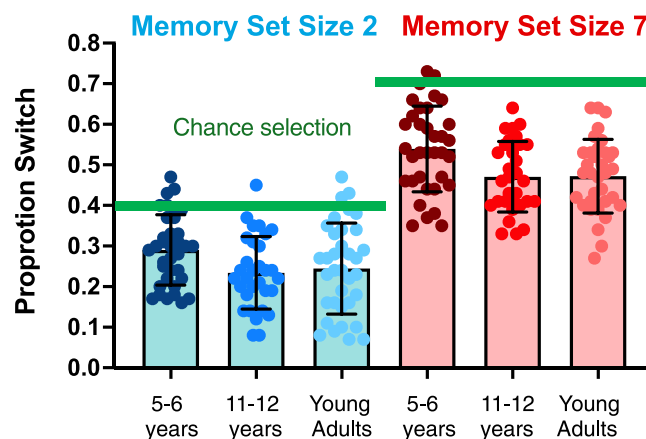 Memory Set Size 2 Memory Set Size 7
Proprotion Switch
0.8
0.7
0.6
0.5
0.4
0.3
0.2
0.1
0.0
Chance selection
5-6 11-12 Young 5-6 11-12 Young
years years Adults years years Adults